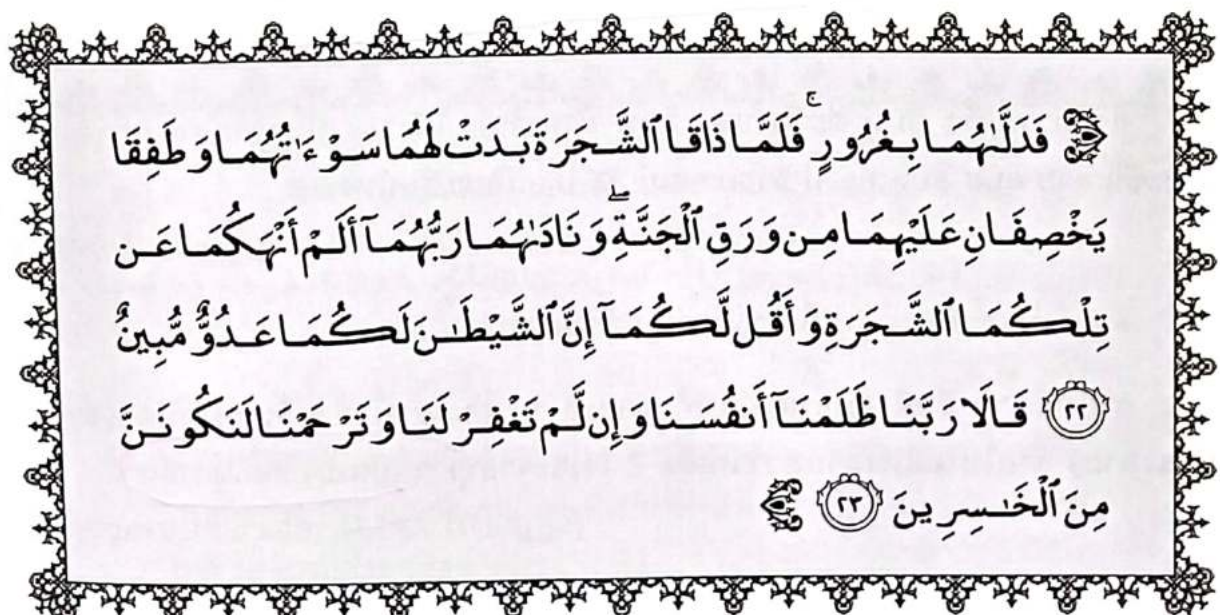 فَدَلَّىٰهُمَا بِغُرُورٍ ۚ فَلَمَّا ذَاقَا ٱلشَّجَرَةَ بَدَتْ لَهُمَا سَوْءَٰتُهُمَا وَطَفِقَا
يَخْصِفَانِ عَلَيْهِمَا مِن وَرَقِ ٱلْجَنَّةِ ۖ وَنَادَىٰهُمَا رَبُّهُمَآ أَلَمْ أَنْهَكُمَا عَن
تِلْكُمَا ٱلشَّجَرَةِ وَأَقُل لَّكُمَآ إِنَّ ٱلشَّيْطَٰنَ لَكُمَا عَدُوٌّ مُّبِينٌ
٢٢ قَالَا رَبَّنَا ظَلَمْنَآ أَنفُسَنَا وَإِن لَّمْ تَغْفِرْ لَنَا وَتَرْحَمْنَا لَنَكُونَنَّ
مِنَ ٱلْخَٰسِرِينَ ٢٣